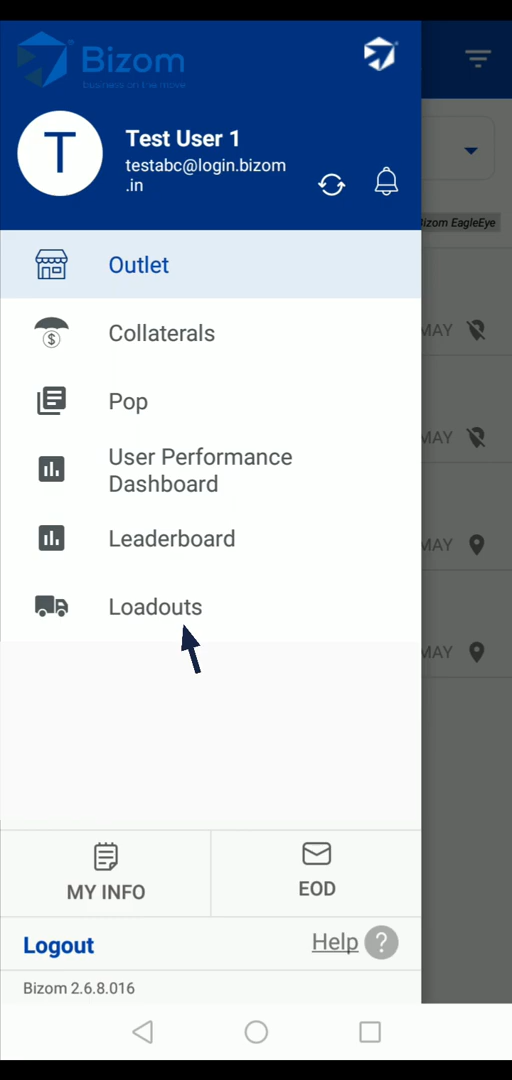 Bizom
business on the move
T
Test User 1
testabc@login.bizom
.in
Bizom EagleEye
Outlet
Collaterals
MAY
Pop
MAY
User Performance
Dashboard
Leaderboard
MAY
Loadouts
MAY
MY INFO
EOD
Logout
Help ?
Bizom 2.6.8.016